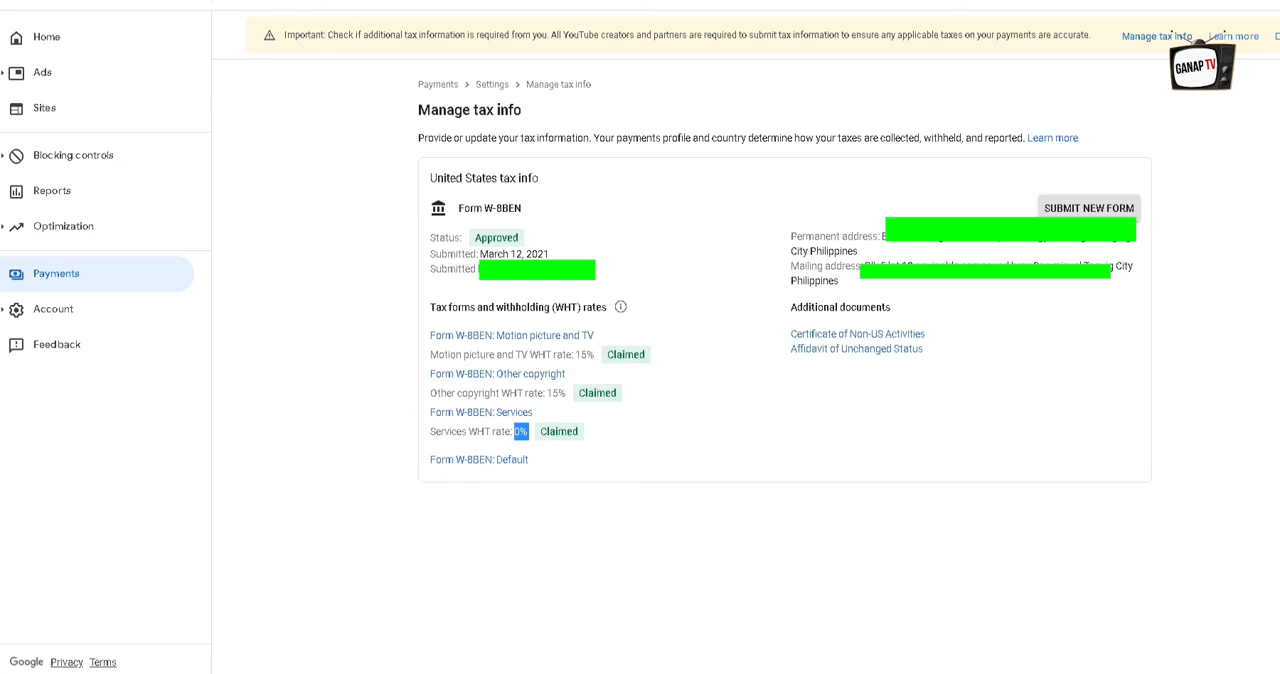 Home
Ads
Sites
Blocking controls
Reports
Optimization
Payments
Account
Feedback
Google Privacy Terms
Important: Check if additional tax information is required from you. All YouTube creators and partners are required to submit tax information to ensure any applicable taxes on your payments are accurate.
Manage tax info Learn more
GANAP TV
Payments > Settings > Manage tax info
Manage tax info
Provide or update your tax information. Your payments profile and country determine how your taxes are collected, withheld, and reported. Learn more
United States tax info
Form W-8BEN
SUBMIT NEW FORM
Status: Approved
Submitted: March 12, 2021
Submitted
Permanent address:
City Philippines
Mailing address:
City
Philippines
Tax forms and withholding (WHT) rates
Form W-8BEN: Motion picture and TV
Motion picture and TV WHT rate: 15% Claimed
Form W-8BEN: Other copyright
Other copyright WHT rate: 15% Claimed
Form W-8BEN: Services
Services WHT rate: 0% Claimed
Form W-8BEN: Default
Additional documents
Certificate of Non-US Activities
Affidavit of Unchanged Status